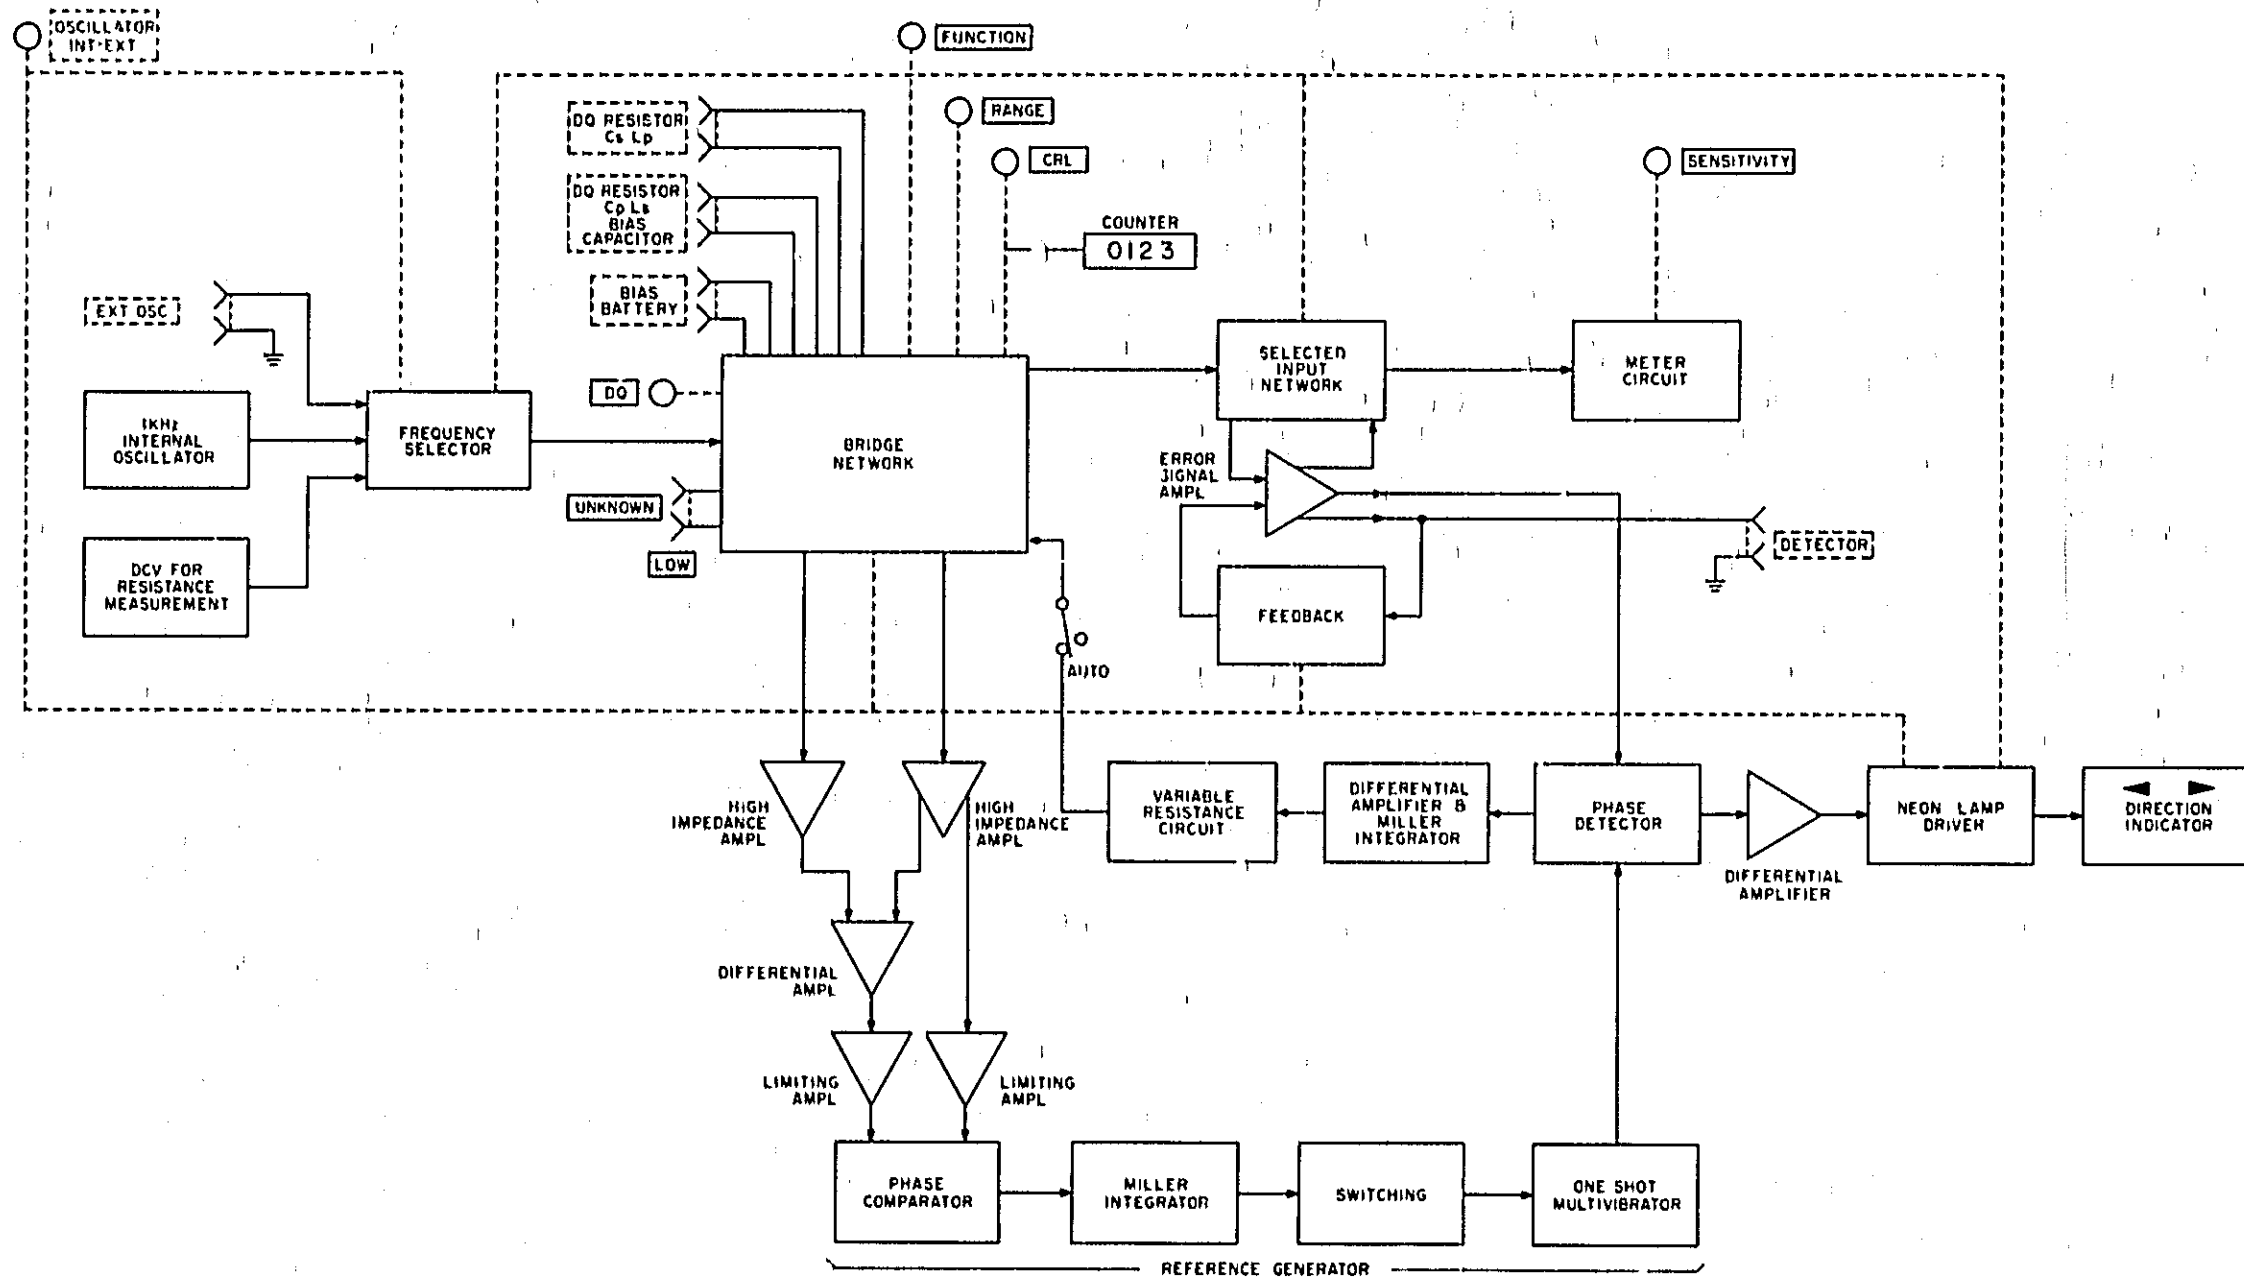 OSCILLATOR
INT-EXT
FUNCTION
DQ RESISTOR
Cs Lp
RANGE
CRL
SENSITIVITY
DQ RESISTOR
Cp Ls
BIAS
CAPACITOR
COUNTER
0123
BIAS
BATTERY
EXT OSC
SELECTED
INPUT
NETWORK
METER
CIRCUIT
DQ
1KHz
INTERNAL
OSCILLATOR
FREQUENCY
SELECTOR
BRIDGE
NETWORK
ERROR
SIGNAL
AMPL
UNKNOWN
LOW
DETECTOR
DCV FOR
RESISTANCE
MEASUREMENT
FEEDBACK
AUTO
HIGH
IMPEDANCE
AMPL
HIGH
IMPEDANCE
AMPL
VARIABLE
RESISTANCE
CIRCUIT
DIFFERENTIAL
AMPLIFIER &
MILLER
INTEGRATOR
PHASE
DETECTOR
DIFFERENTIAL
AMPLIFIER
NEON LAMP
DRIVER
DIRECTION
INDICATOR
DIFFERENTIAL
AMPL
LIMITING
AMPL
LIMITING
AMPL
PHASE
COMPARATOR
MILLER
INTEGRATOR
SWITCHING
ONE SHOT
MULTIVIBRATOR
REFERENCE GENERATOR